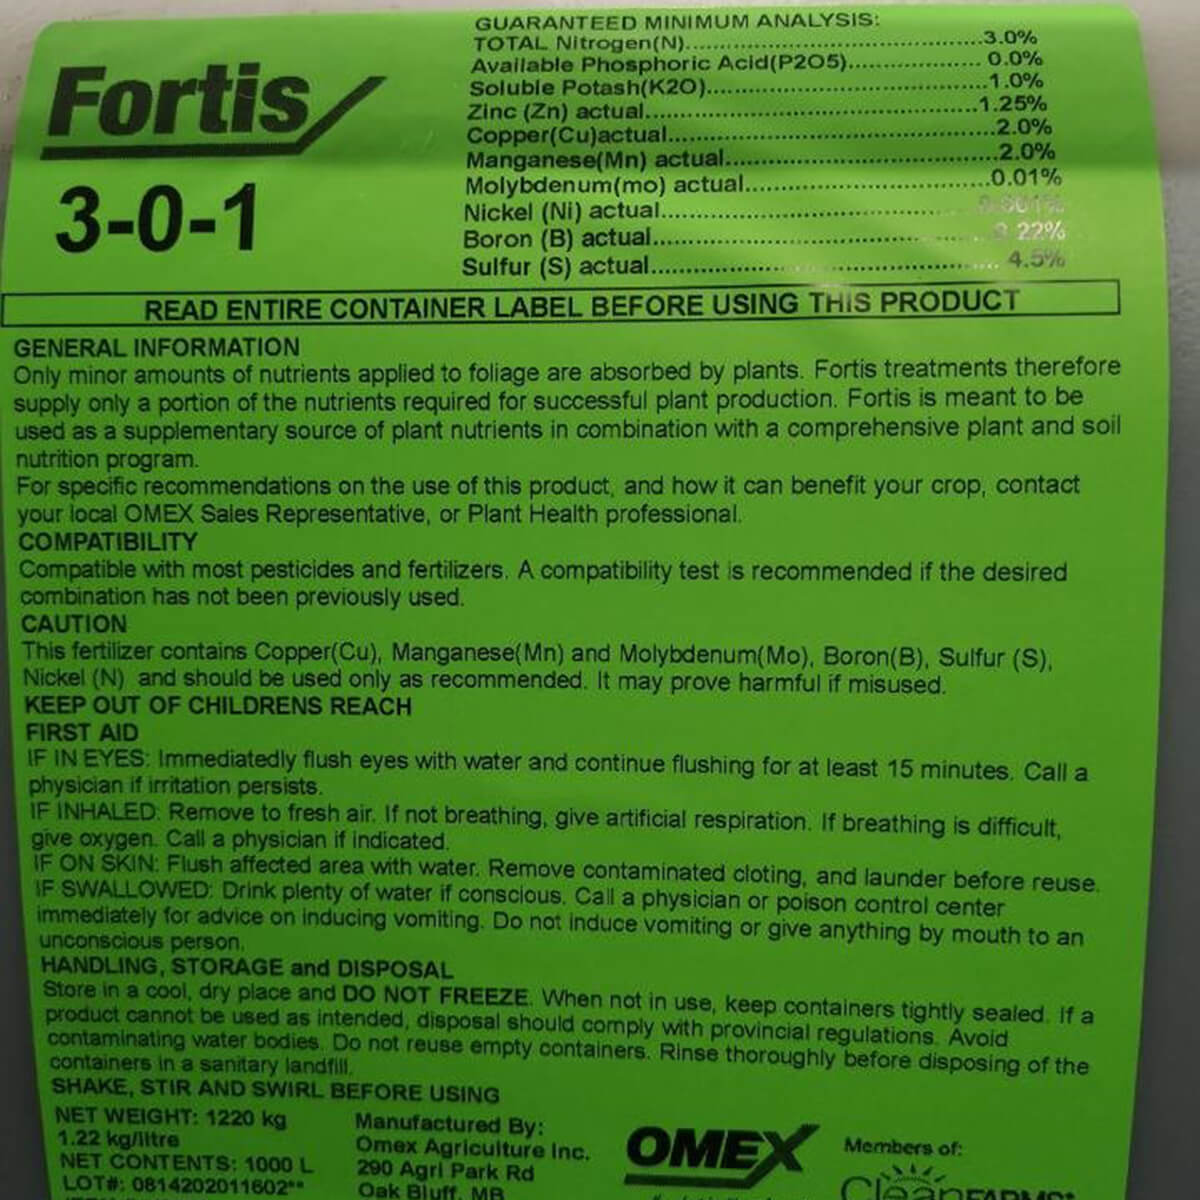 Fortis
3-0-1
GUARANTEED MINIMUM ANALYSIS:
TOTAL Nitrogen(N)..............................................3.0%
Available Phosphoric Acid(P2O5)...................... 0.0%
Soluble Potash(K2O)...........................................1.0%
Zinc (Zn) actual....................................................1.25%
Copper(Cu)actual.................................................2.0%
Manganese(Mn) actual.........................................2.0%
Molybdenum(mo) actual.....................................0.01%
Nickel (Ni) actual
Boron (B) actual
Sulfur (S) actual.................................................... 4.5%
READ ENTIRE CONTAINER LABEL BEFORE USING THIS PRODUCT
GENERAL INFORMATION
Only minor amounts of nutrients applied to foliage are absorbed by plants. Fortis treatments therefore
supply only a portion of the nutrients required for successful plant production. Fortis is meant to be
used as a supplementary source of plant nutrients in combination with a comprehensive plant and soil
nutrition program.
For specific recommendations on the use of this product, and how it can benefit your crop, contact
your local OMEX Sales Representative, or Plant Health professional.
COMPATIBILITY
Compatible with most pesticides and fertilizers. A compatibility test is recommended if the desired
combination has not been previously used.
CAUTION
This fertilizer contains Copper(Cu), Manganese(Mn) and Molybdenum(Mo), Boron(B), Sulfur (S),
Nickel (N) and should be used only as recommended. It may prove harmful if misused.
KEEP OUT OF CHILDRENS REACH
FIRST AID
IF IN EYES: Immediatedly flush eyes with water and continue flushing for at least 15 minutes. Call a
physician if irritation persists.
IF INHALED: Remove to fresh air. If not breathing, give artificial respiration. If breathing is difficult,
give oxygen. Call a physician if indicated.
IF ON SKIN: Flush affected area with water. Remove contaminated cloting, and launder before reuse.
IF SWALLOWED: Drink plenty of water if conscious. Call a physician or poison control center
immediately for advice on inducing vomiting. Do not induce vomiting or give anything by mouth to an
unconscious person.
HANDLING, STORAGE and DISPOSAL
Store in a cool, dry place and DO NOT FREEZE. When not in use, keep containers tightly sealed. If a
product cannot be used as intended, disposal should comply with provincial regulations. Avoid
contaminating water bodies. Do not reuse empty containers. Rinse thoroughly before disposing of the
containers in a sanitary landfill.
SHAKE, STIR AND SWIRL BEFORE USING
NET WEIGHT: 1220 kg
1.22 kg/litre
NET CONTENTS: 1000 L
LOT#: 0814202011602**
Manufactured By:
Omex Agriculture Inc.
290 Agri Park Rd
Oak Bluff, MB
OMEX
Members of:
CleanFARMS